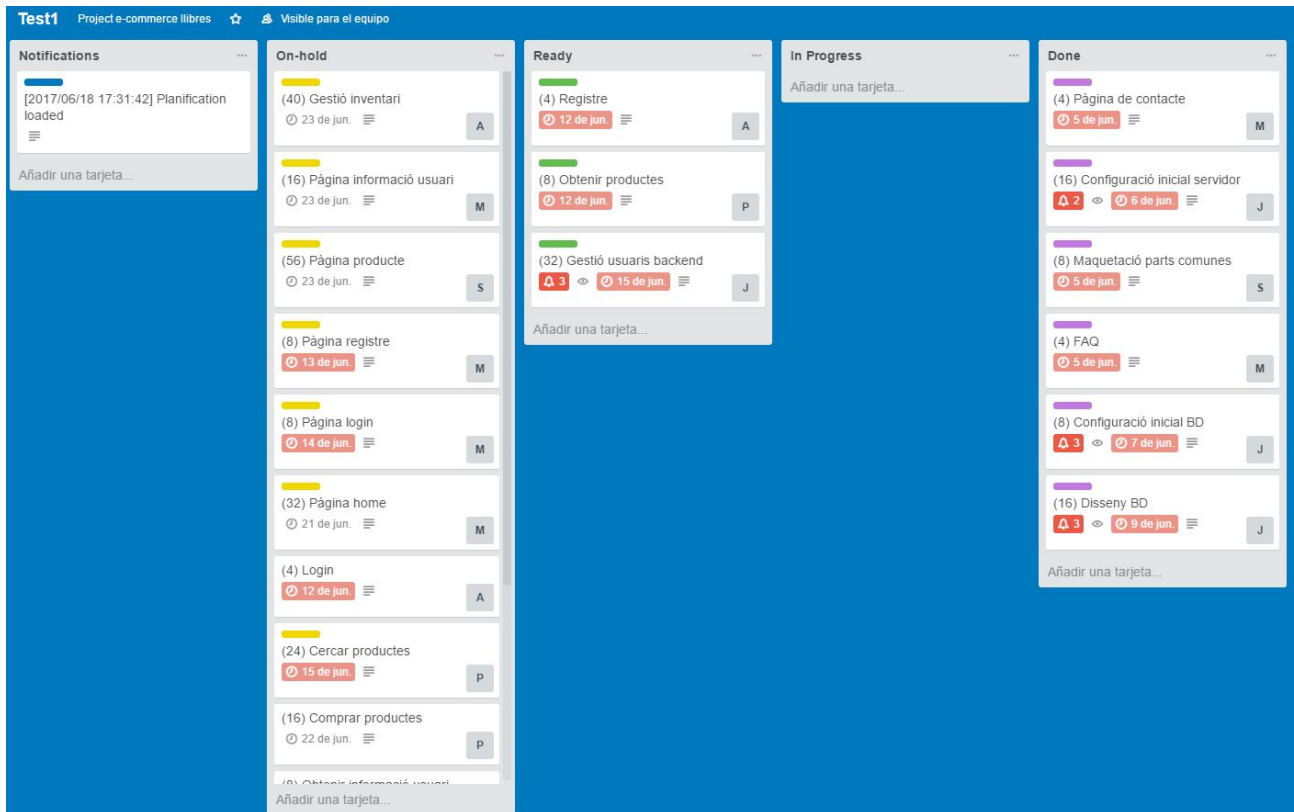 Test1 Project e-commerce llibres Visible para el equipo
Notifications
[2017/06/18 17:31:42] Planification
loaded
Añadir una tarjeta...
On-hold
(40) Gestió inventari
23 de jun.
A
(16) Pàgina informació usuari
23 de jun.
M
(56) Pàgina producte
23 de jun.
S
(8) Pàgina registre
13 de jun.
M
(8) Pàgina login
14 de jun.
M
(32) Pàgina home
21 de jun.
M
(4) Login
12 de jun.
A
(24) Cercar productes
15 de jun.
P
(16) Comprar productes
22 de jun.
P
(8) Obtenir informació usuari
Añadir una tarjeta...
Ready
(4) Registre
12 de jun.
A
(8) Obtenir productes
12 de jun.
P
(32) Gestió usuaris backend
3 15 de jun.
J
Añadir una tarjeta...
In Progress
Añadir una tarjeta...
Done
(4) Pàgina de contacte
5 de jun.
M
(16) Configuració inicial servidor
2 6 de jun.
J
(8) Maquetació parts comunes
5 de jun.
S
(4) FAQ
5 de jun.
M
(8) Configuració inicial BD
3 7 de jun.
J
(16) Disseny BD
3 9 de jun.
J
Añadir una tarjeta...